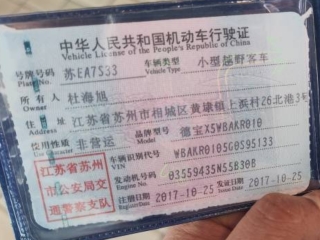 中华人民共和国机动车行驶证
Vehicle License of the People's Republic of China
号牌号码 苏EA7S33 车辆类型 小型越野客车
Plate No. Vehicle Type
所有人 杜海旭
Owner
住址 江苏省苏州市相城区黄埭镇上浜村26北港3号
Address
使用性质 非营运 品牌型号 德宝X5WBAKR010
Model
江苏省苏州
市公安局交
通警察支队
车辆识别代号 WBAKR0105G0S95133
VIN
发动机号码 03559435N55B30B
Engine No.
注册日期 2017-10-25 发证日期 2017-10-25
Register Date Issue Date